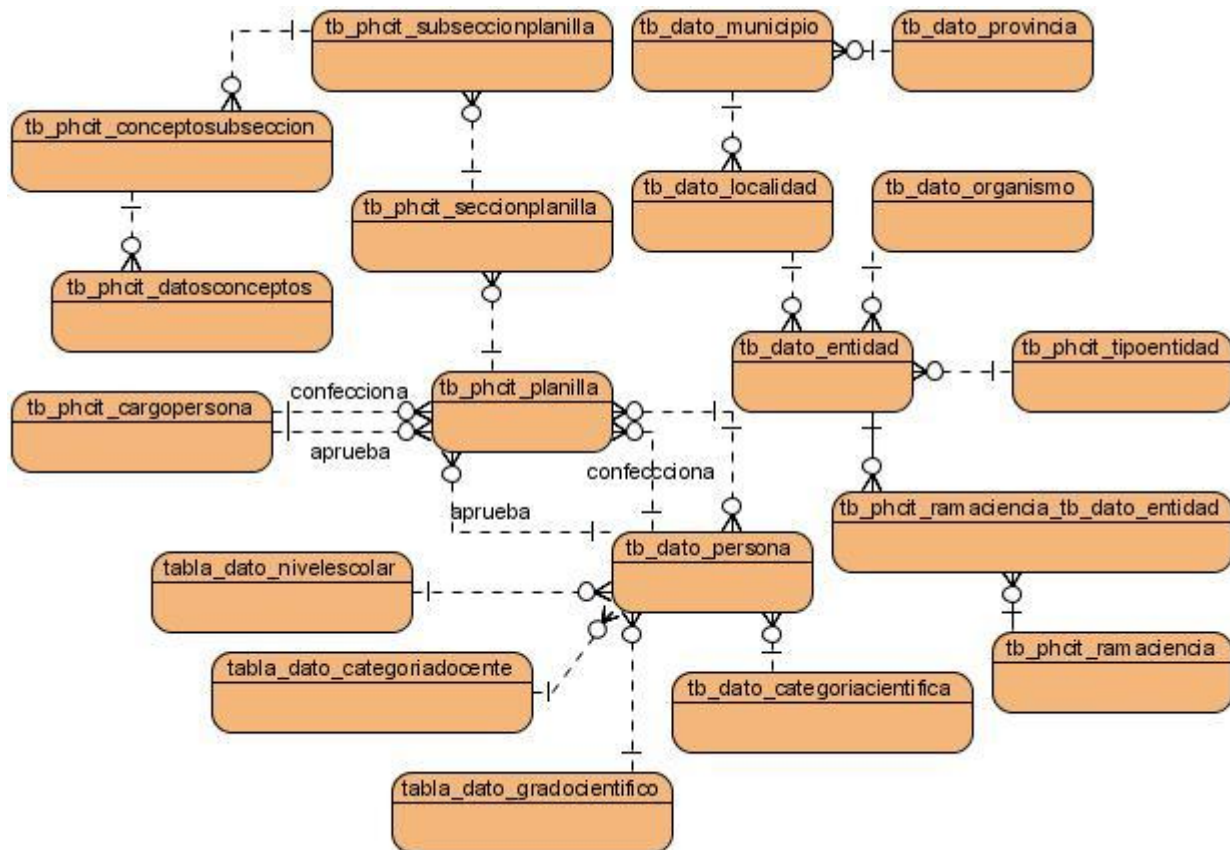 tb_phcit_subseccionplanilla
tb_dato_municipio
tb_dato_provincia
tb_phcit_conceptosubseccion
tb_phcit_seccionplanilla
tb_dato_localidad
tb_dato_organismo
tb_phcit_datosconceptos
tb_dato_entidad
tb_phcit_tipoentidad
tb_phcit_cargopersona
confecciona
aprueba
tb_phcit_planilla
confeccciona
aprueba
tb_phcit_ramaciencia_tb_dato_entidad
tb_dato_persona
tabla_dato_nivelescolar
tb_phcit_ramaciencia
tabla_dato_categoriadocente
tb_dato_categoriacientifica
tabla_dato_gradocientifico